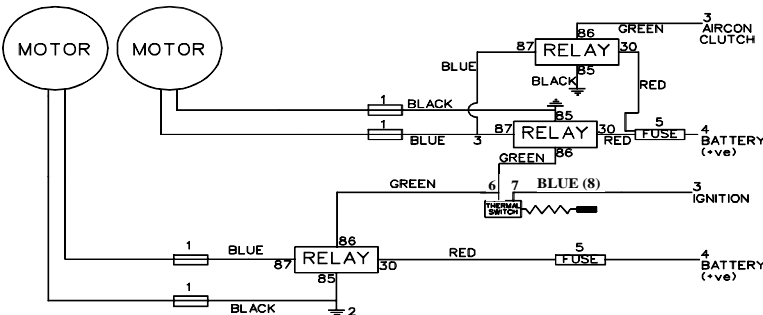 MOTOR
MOTOR
GREEN
3
AIRCON
CLUTCH
86
87
RELAY
30
BLUE
85
BLACK
RED
1
BLACK
85
1
BLUE
3
87
RELAY
30
RED
5
FUSE
4
BATTERY
(+ve)
86
GREEN
GREEN
6
7
BLUE (8)
3
IGNITION
THERMAL
SWITCH
86
1
BLUE
87
RELAY
30
RED
5
FUSE
4
BATTERY
(+ve)
85
1
BLACK
2